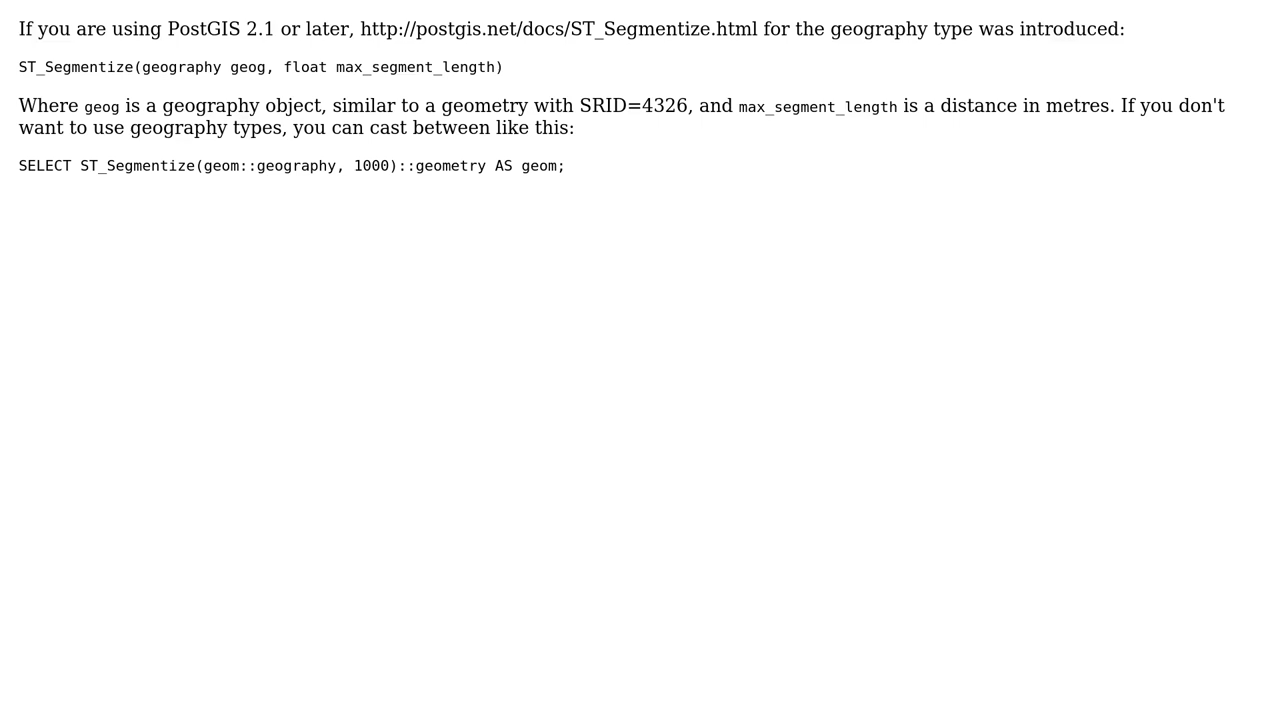 If you are using PostGIS 2.1 or later, http://postgis.net/docs/ST_Segmentize.html for the geography type was introduced:
ST_Segmentize(geography geog, float max_segment_length)
Where geog is a geography object, similar to a geometry with SRID=4326, and max_segment_length is a distance in metres. If you don't
want to use geography types, you can cast between like this:
SELECT ST_Segmentize(geom::geography, 1000)::geometry AS geom;